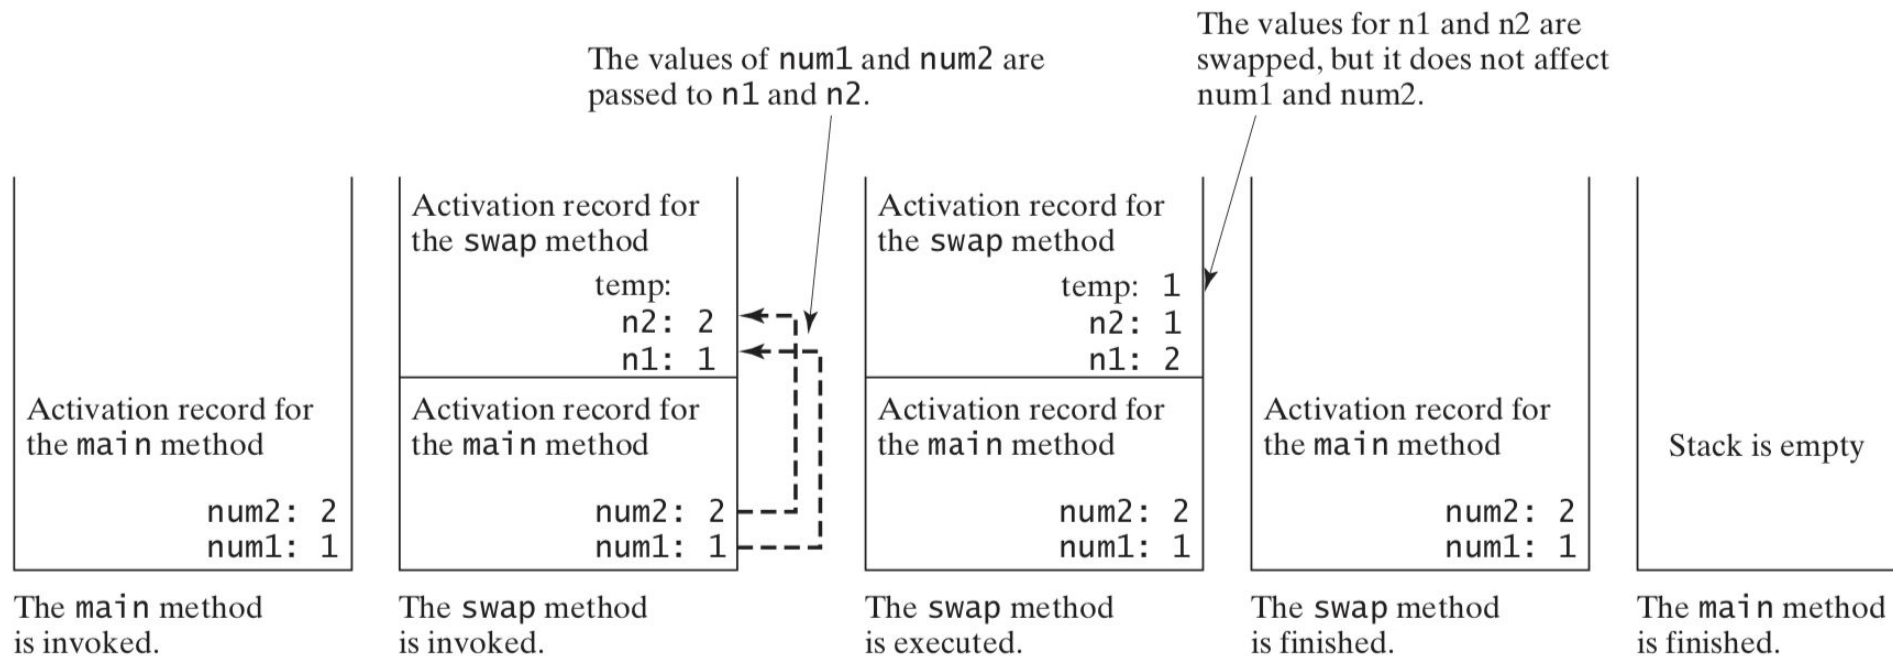 The values of num1 and num2 are
passed to n1 and n2.
The values for n1 and n2 are
swapped, but it does not affect
num1 and num2.
Activation record for
the main method
num2: 2
num1: 1
The main method
is invoked.
Activation record for
the swap method
temp:
n2: 2
n1: 1
Activation record for
the main method
num2: 2
num1: 1
The swap method
is invoked.
Activation record for
the swap method
temp: 1
n2: 1
n1: 2
Activation record for
the main method
num2: 2
num1: 1
The swap method
is executed.
Activation record for
the main method
num2: 2
num1: 1
The swap method
is finished.
Stack is empty
The main method
is finished.